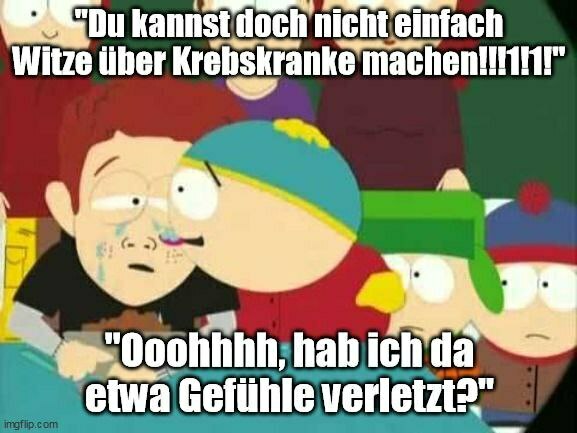 "Du kannst doch nicht einfach
Witze über Krebskranke machen!!!1!1!"
"Ooohhhh, hab ich da
etwa Gefühle verletzt?"
imgflip.com